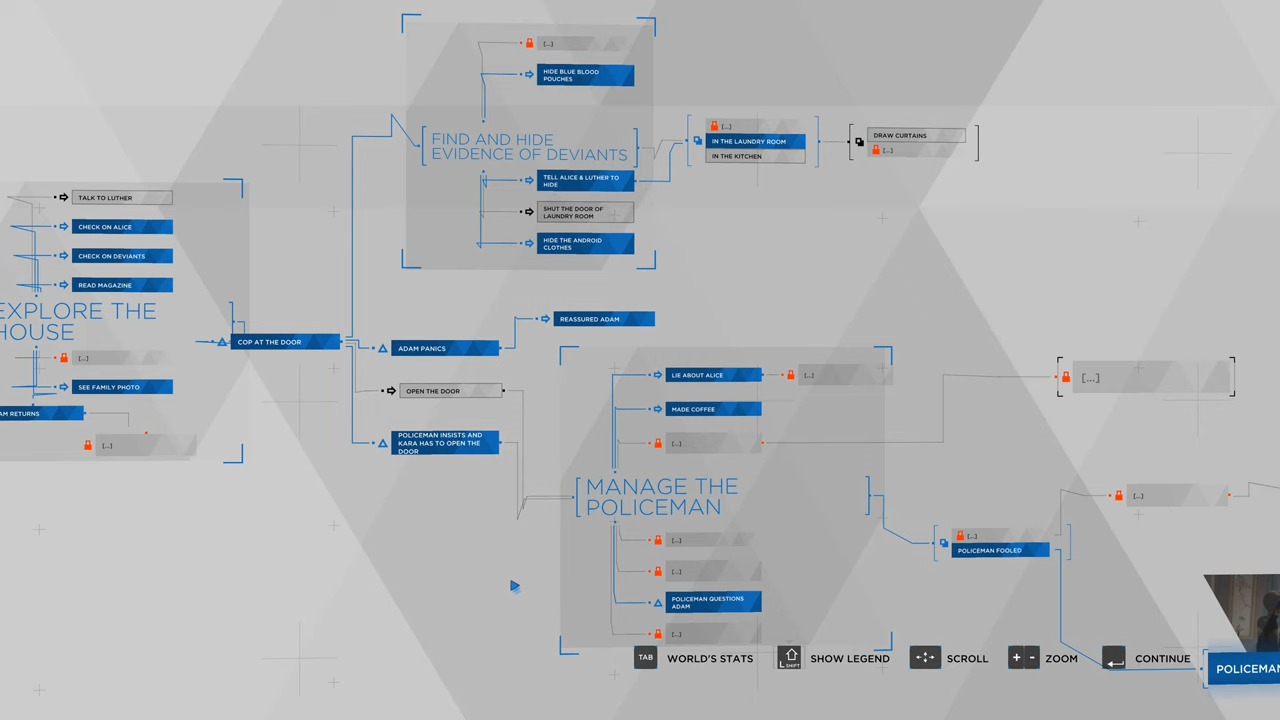 [...]
HIDE BLUE BLOOD
POUCHES
FIND AND HIDE
EVIDENCE OF DEVIANTS
TELL ALICE & LUTHER TO
HIDE
SHUT THE DOOR OF
LAUNDRY ROOM
HIDE THE ANDROID
CLOTHES
[...]
IN THE LAUNDRY ROOM
IN THE KITCHEN
DRAW CURTAINS
[...]
TALK TO LUTHER
CHECK ON ALICE
CHECK ON DEVIANTS
READ MAGAZINE
EXPLORE THE
HOUSE
[...]
SEE FAMILY PHOTO
AM RETURNS
[...]
COP AT THE DOOR
REASSURED ADAM
ADAM PANICS
OPEN THE DOOR
POLICEMAN INSISTS AND
KARA HAS TO OPEN THE
DOOR
LIE ABOUT ALICE
[...]
MADE COFFEE
[...]
MANAGE THE
POLICEMAN
[...]
[...]
POLICEMAN QUESTIONS
ADAM
[...]
[...]
[...]
[...]
POLICEMAN FOOLED
POLICEMAN
TAB WORLD'S STATS
L SHIFT SHOW LEGEND
SCROLL
+ - ZOOM
CONTINUE